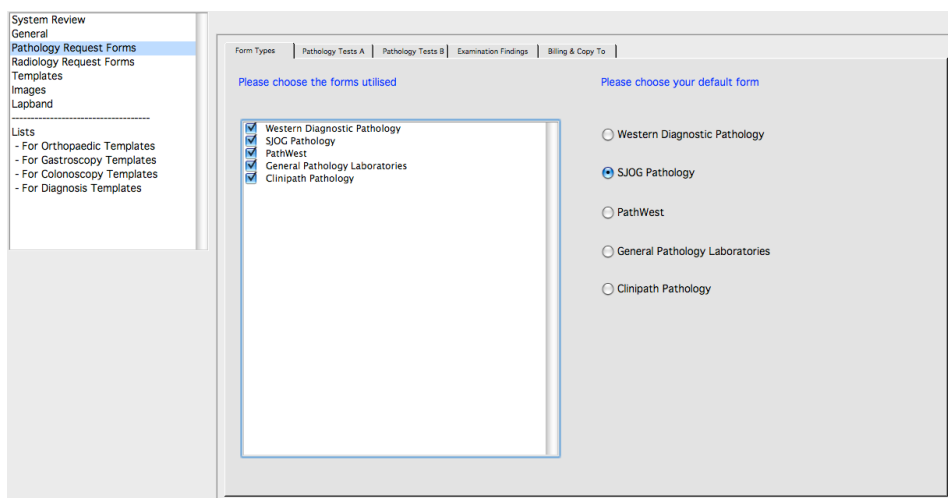 System Review
General
Pathology Request Forms
Radiology Request Forms
Templates
Images
Lapband
------------------------------------
Lists
- For Orthopaedic Templates
- For Gastroscopy Templates
- For Colonoscopy Templates
- For Diagnosis Templates
Form Types
Pathology Tests A
Pathology Tests B
Examination Findings
Billing & Copy To
Please choose the forms utilised
Western Diagnostic Pathology
SJOG Pathology
PathWest
General Pathology Laboratories
Clinipath Pathology
Please choose your default form
Western Diagnostic Pathology
SJOG Pathology
PathWest
General Pathology Laboratories
Clinipath Pathology